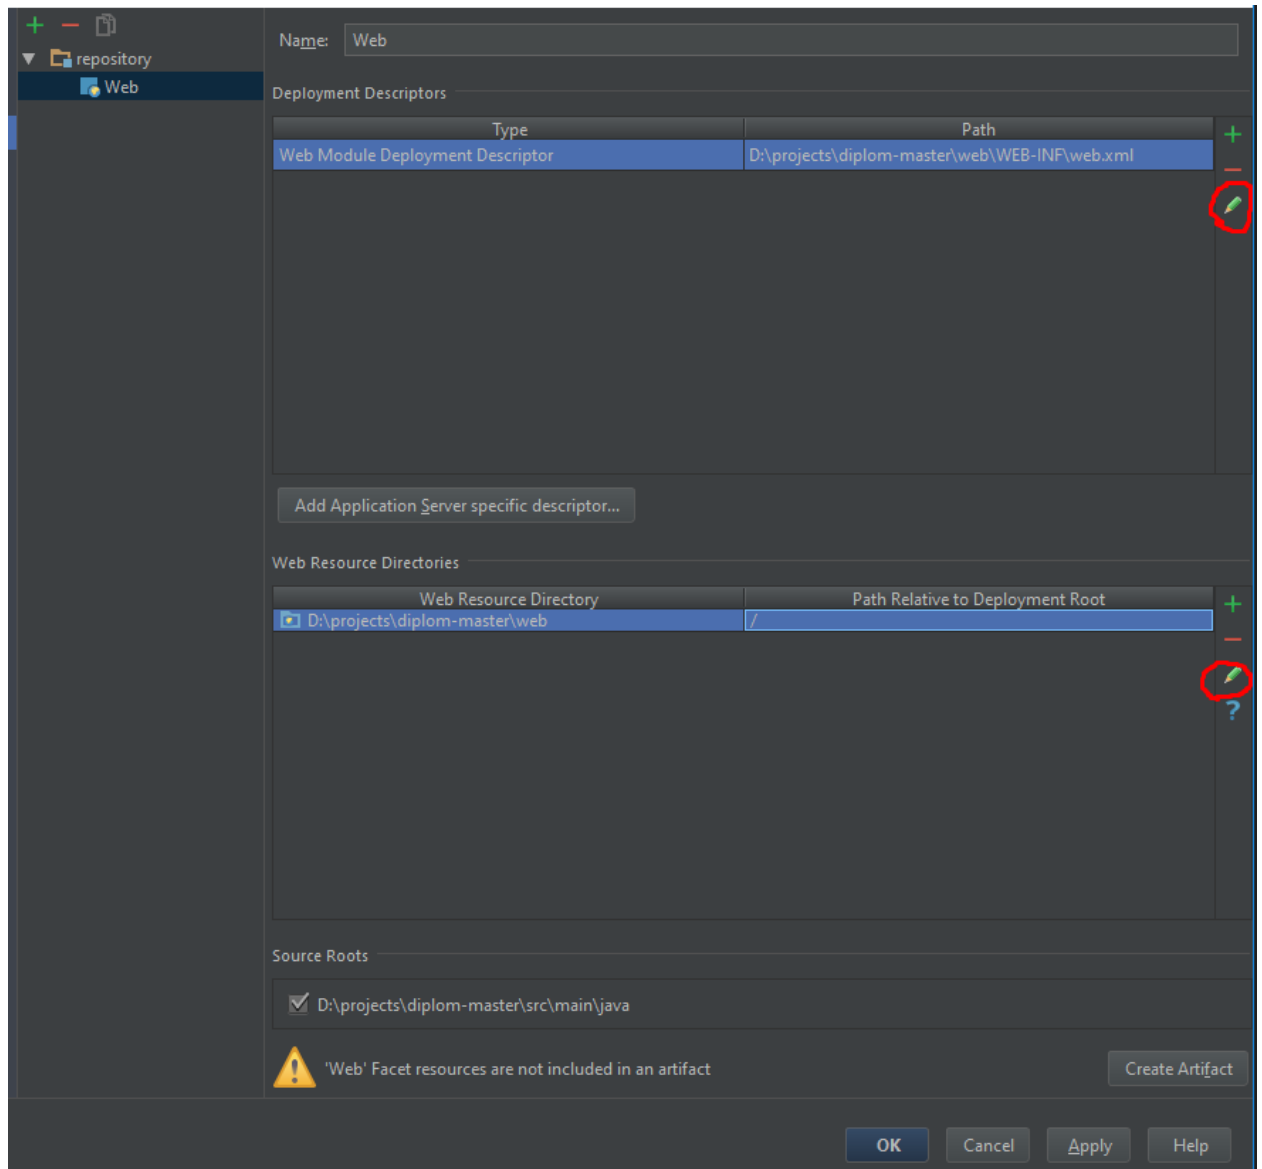 Name: Web
repository
Web
Deployment Descriptors
Type Path
Web Module Deployment Descriptor D:\projects\diplom-master\web\WEB-INF\web.xml
Add Application Server specific descriptor...
Web Resource Directories
Web Resource Directory Path Relative to Deployment Root
D:\projects\diplom-master\web /
?
Source Roots
D:\projects\diplom-master\src\main\java
'Web' Facet resources are not included in an artifact Create Artifact
OK Cancel Apply Help